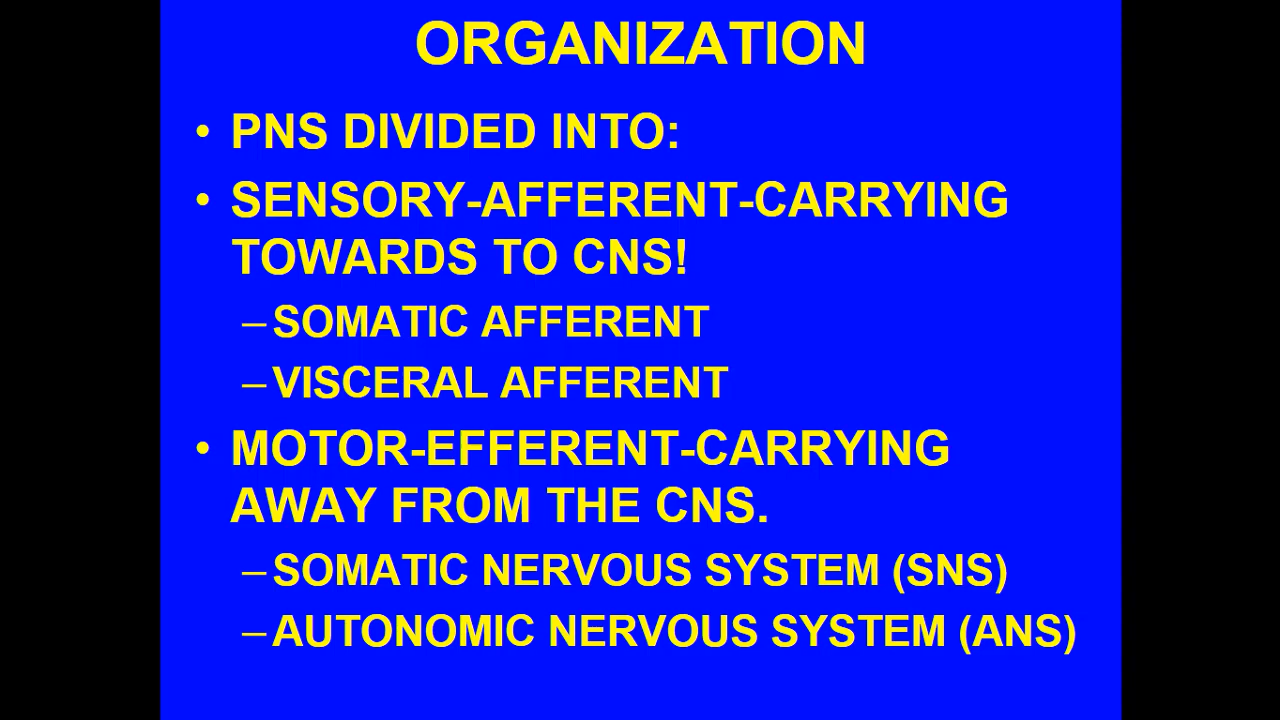 ORGANIZATION
• PNS DIVIDED INTO:
• SENSORY-AFFERENT-CARRYING
TOWARDS TO CNS!
–SOMATIC AFFERENT
–VISCERAL AFFERENT
• MOTOR-EFFERENT-CARRYING
AWAY FROM THE CNS.
–SOMATIC NERVOUS SYSTEM (SNS)
–AUTONOMIC NERVOUS SYSTEM (ANS)